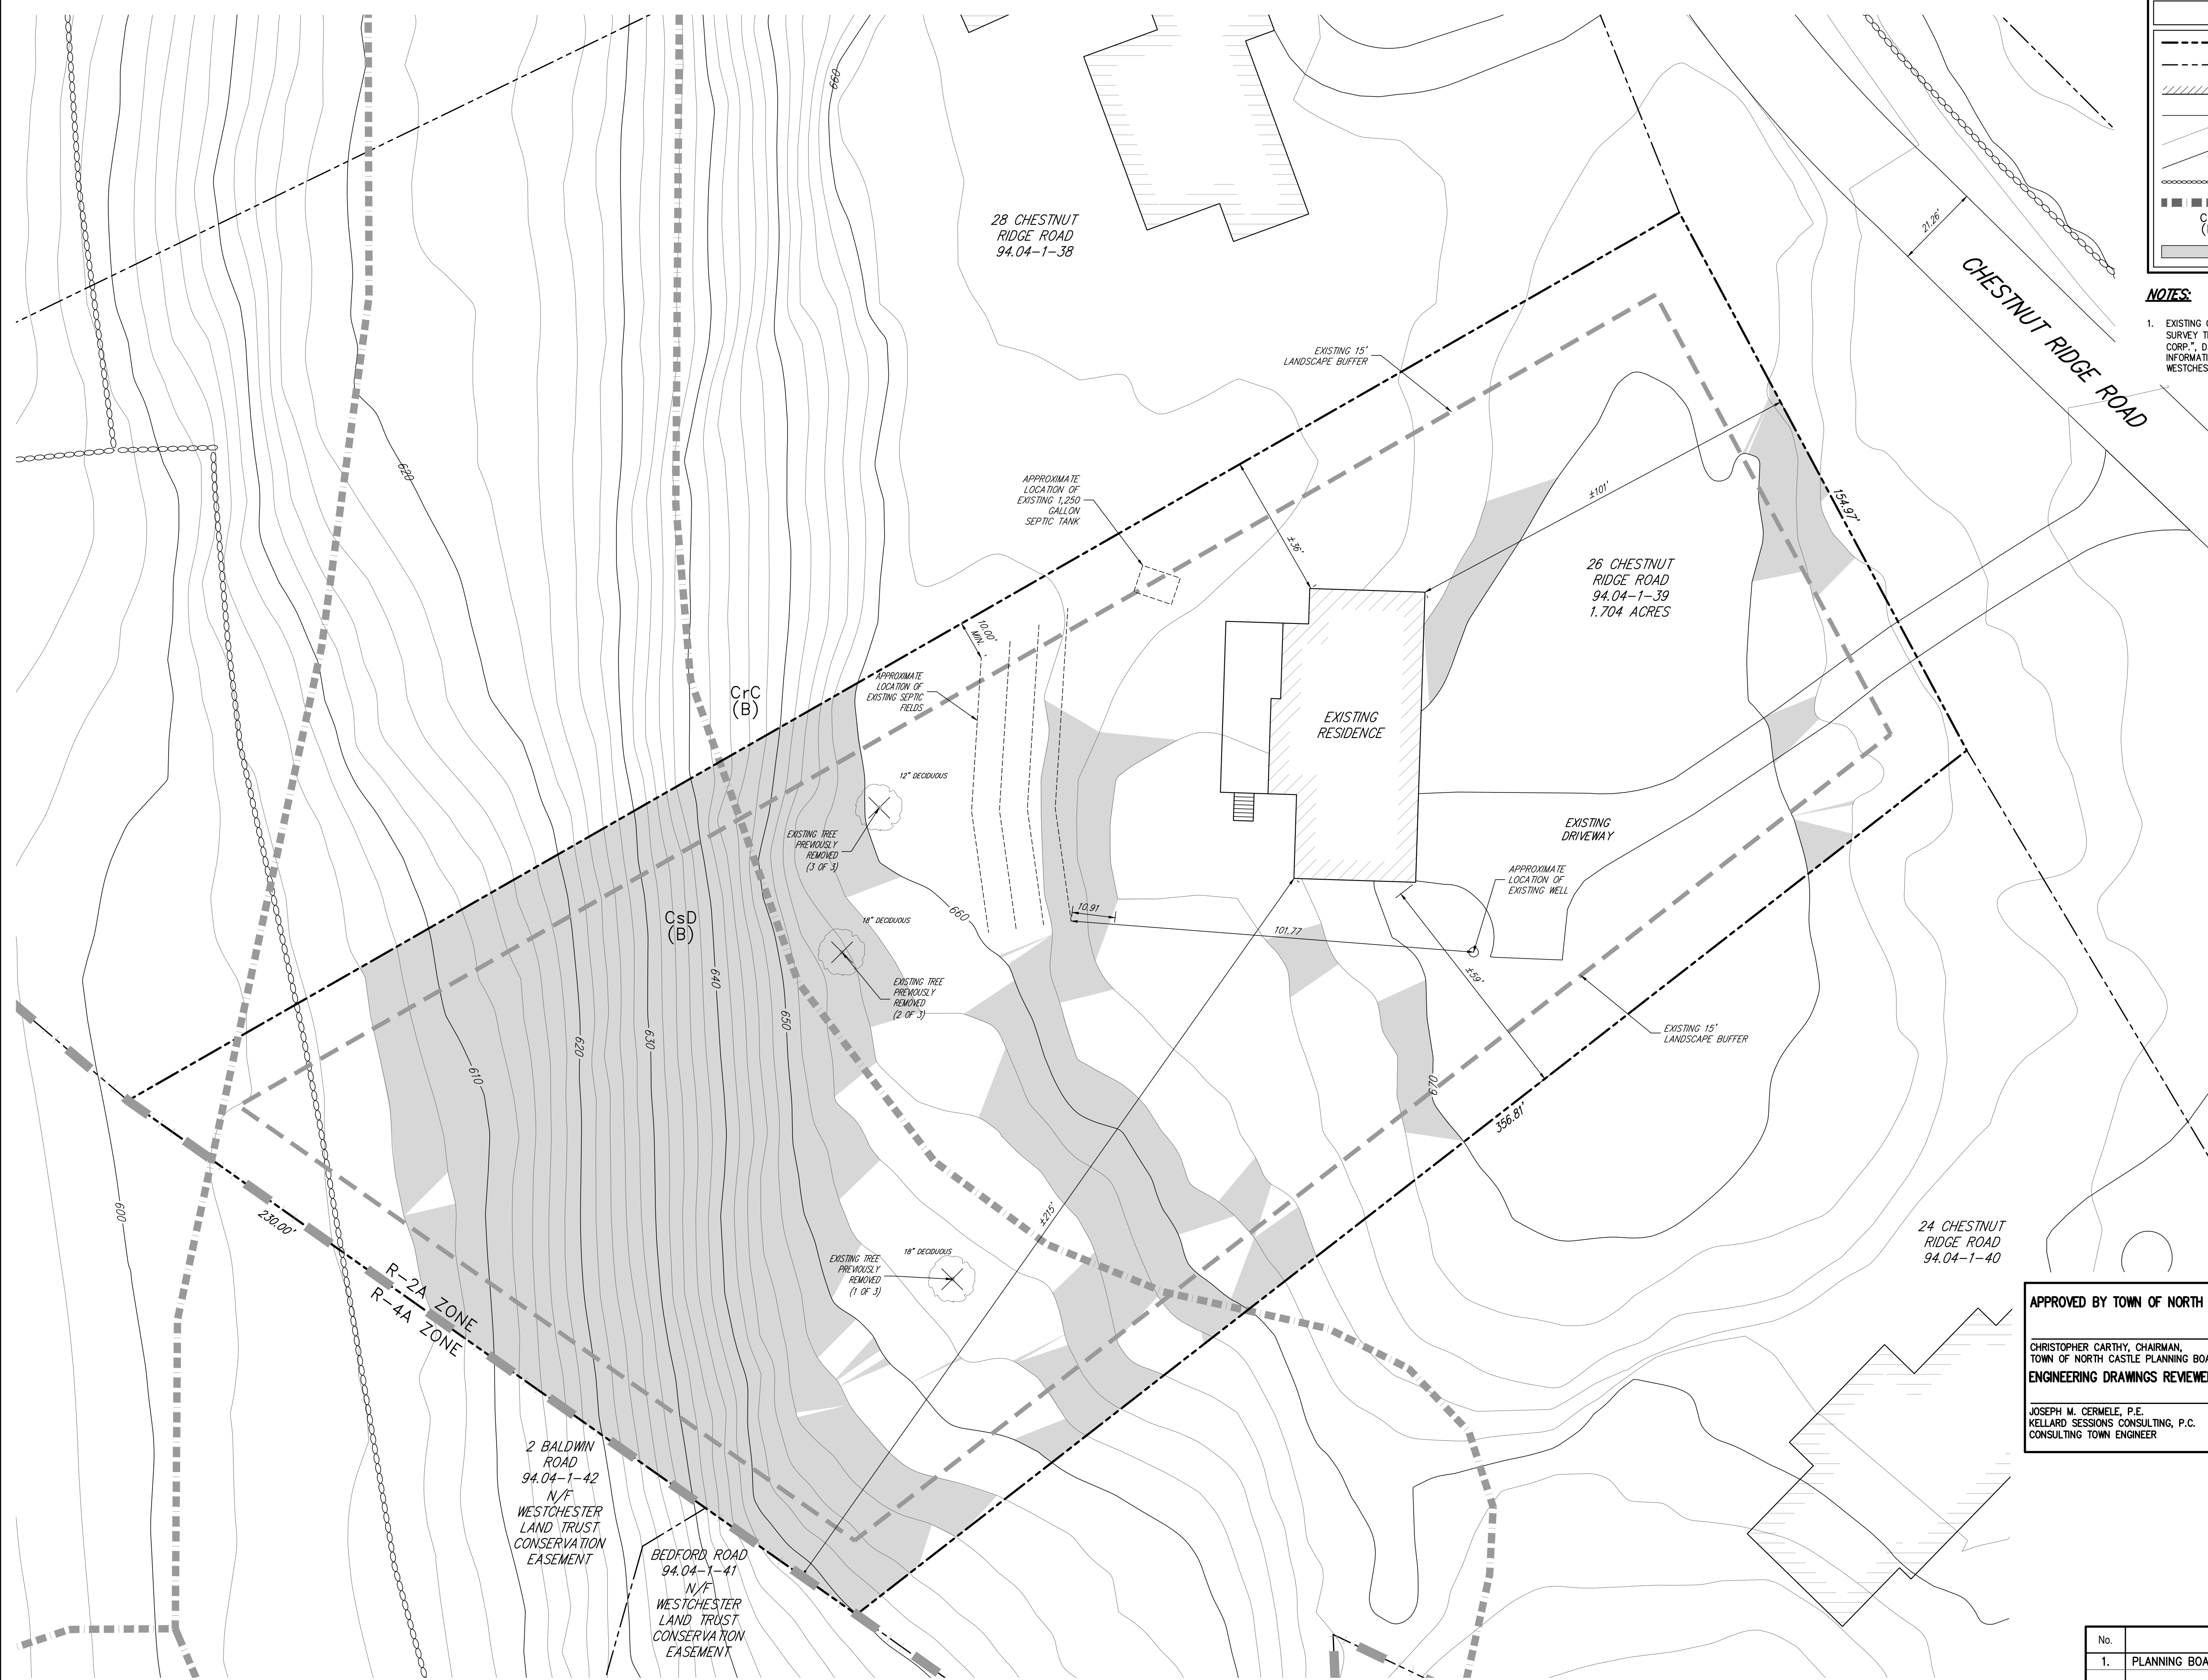 660
28 CHESTNUT
RIDGE ROAD
94.04-1-38
21.26'
CHESTNUT RIDGE ROAD
NOTES:
1. EXISTING
SURVEY
CORP.", 
EXISTING 15'
LANDSCAPE BUFFER
620
APPROXIMATE
LOCATION OF
EXISTING 1,250
GALLON
SEPTIC TANK
±36'
±101'
154.97'
26 CHESTNUT
RIDGE ROAD
94.04-1-39
1.704 ACRES
10.00'
MIN.
APPROXIMATE
LOCATION OF
EXISTING SEPTIC
FIELDS
CrC
(B)
EXISTING
RESIDENCE
12" DECIDUOUS
EXISTING TREE
PREVIOUSLY
REMOVED
(3 OF 3)
EXISTING
DRIVEWAY
APPROXIMATE
LOCATION OF
EXISTING WELL
660
10.91
101.77
18" DECIDUOUS
CsD
(B)
EXISTING TREE
PREVIOUSLY
REMOVED
(2 OF 3)
±59'
EXISTING 15'
LANDSCAPE BUFFER
640
650
630
620
610
670
356.81'
600
230.00'
±215'
24 CHESTNUT
RIDGE ROAD
94.04-1-40
18" DECIDUOUS
EXISTING TREE
PREVIOUSLY
REMOVED
(1 OF 3)
R-2A ZONE
R-4A ZONE
2 BALDWIN
ROAD
94.04-1-42
N/F
WESTCHESTER
LAND TRUST
CONSERVATION
EASEMENT
BEDFORD ROAD
94.04-1-41
N/F
WESTCHESTER
LAND TRUST
CONSERVATION
EASEMENT
APPROVED BY TOWN OF NORTH
CHRISTOPHER CARTHY, CHAIRMAN,
TOWN OF NORTH CASTLE PLANNING
ENGINEERING DRAWINGS
JOSEPH M. CERMELE, P.E.
KELLARD SESSIONS CONSULTING, P.C.
CONSULTING TOWN ENGINEER
No.
1. PLANNING